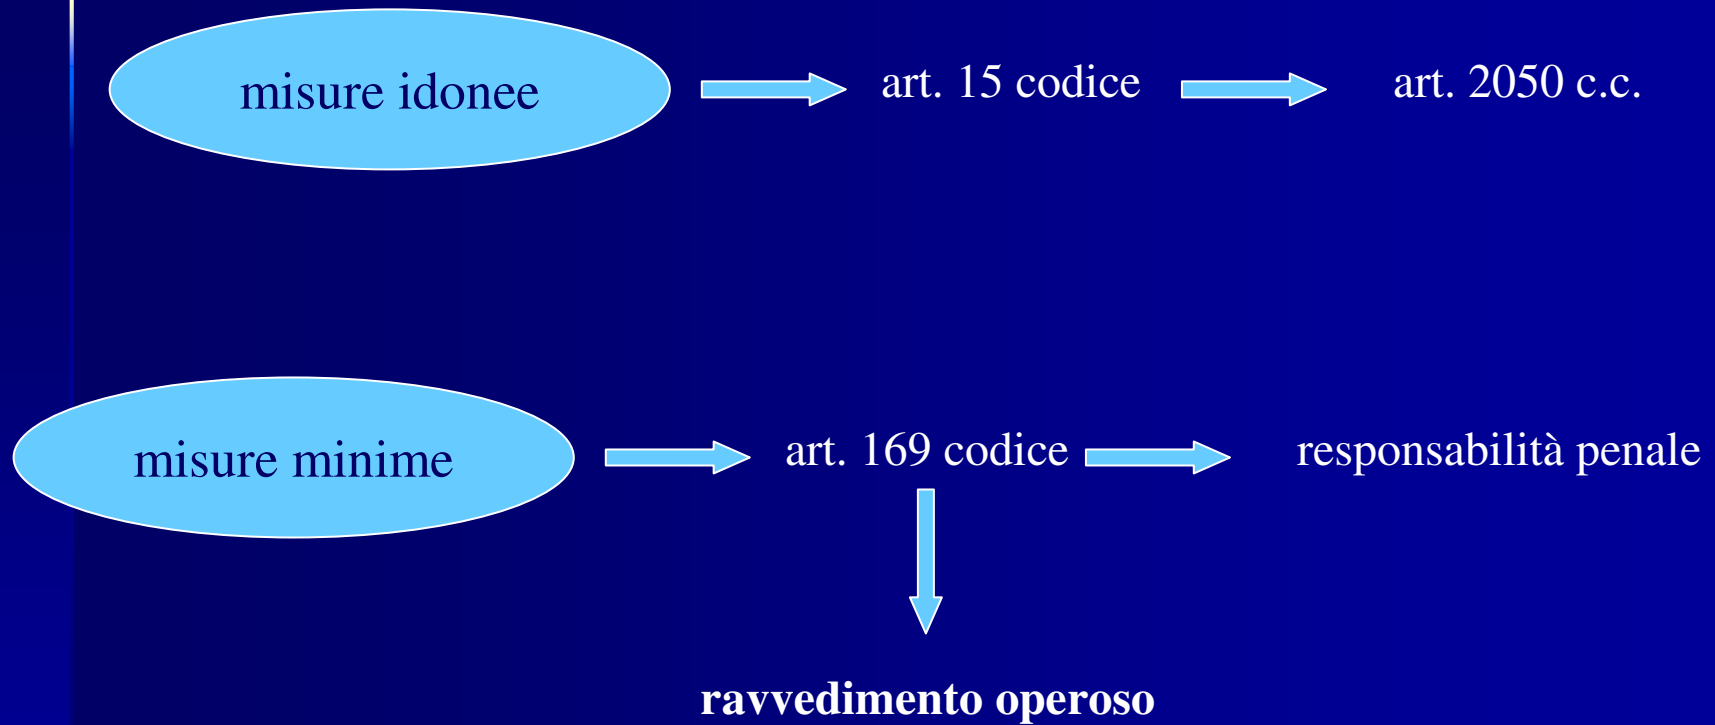 misure idonee
art. 15 codice
art. 2050 c.c.
misure minime
art. 169 codice
responsabilità penale
ravvedimento operoso